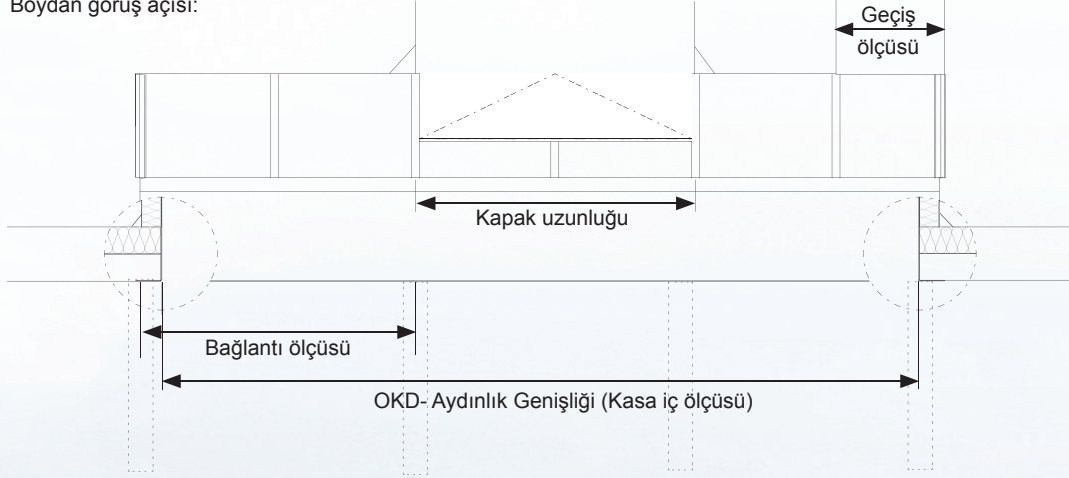 Boydan görüş açısı:
Geçiş
ölçüsü
Kapak uzunluğu
Bağlantı ölçüsü
OKD- Aydınlık Genişliği (Kasa iç ölçüsü)